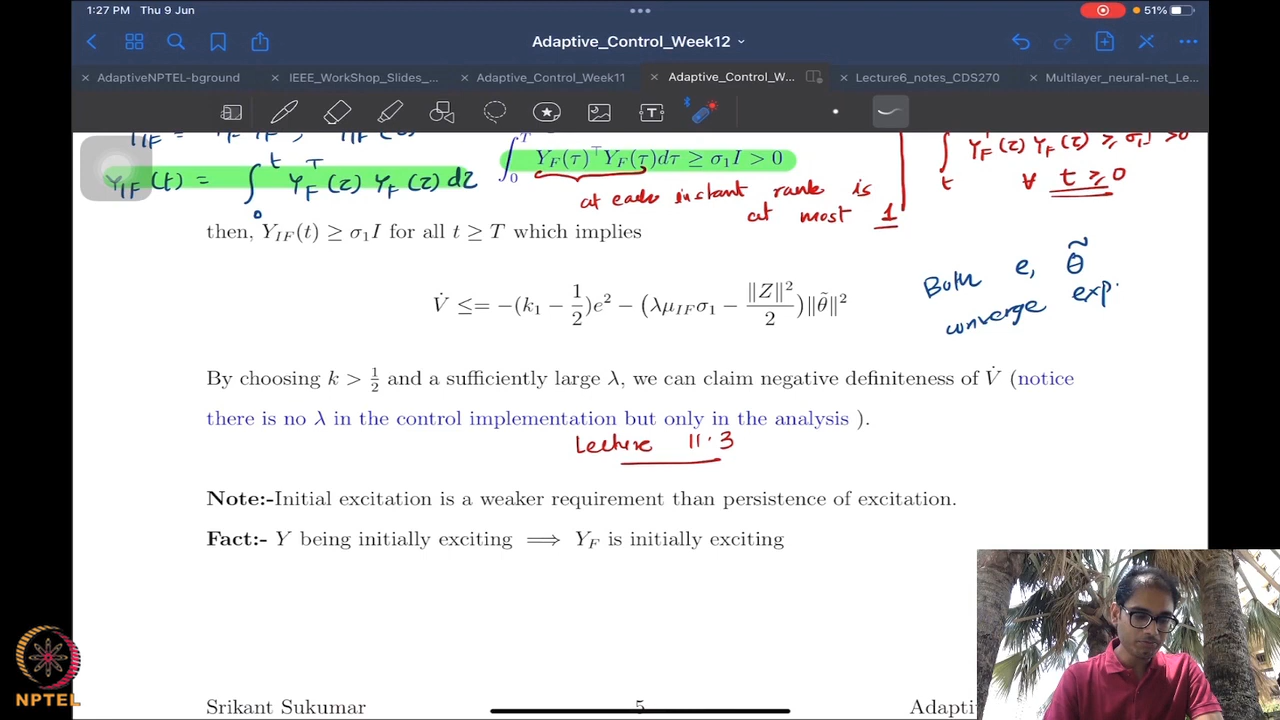 1:27 PM Thu 9 Jun
51%
Adaptive_Control_Week12
AdaptiveNPTEL-bground
IEEE_WorkShop_Slides_...
Adaptive_Control_Week11
Adaptive_Control_W...
Lecture6_notes_CDS270
Multilayer_neural-net_Le...
Y_IF(t) = ∫_0^t Y_F^T(τ) Y_F(τ) dτ
∫_0^T Y_F(τ)^⊤Y_F(τ)dτ ≥ σ_1I > 0
at each instant rank is
at most 1
∀ t ≥ 0
then, Y_IF(t) ≥ σ_1I for all t ≥ T which implies
V̇ ≤= −(k_1 − 1/2)e^2 − (λμ_IFσ_1 − ‖Z‖^2/2)‖θ̃‖^2
Both e, θ̃
converge exp.
By choosing k > 1/2 and a sufficiently large λ, we can claim negative definiteness of V̇ (notice
there is no λ in the control implementation but only in the analysis ).
Lecture 11.3
Note:-Initial excitation is a weaker requirement than persistence of excitation.
Fact:- Y being initially exciting ⟹ Y_F is initially exciting
Srikant Sukumar
5
NPTEL